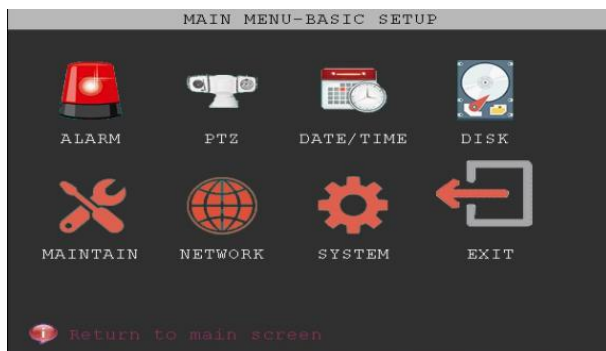 MAIN MENU-BASIC SETUP
ALARM PTZ DATE/TIME DISK
MAINTAIN NETWORK SYSTEM EXIT
Return to main screen